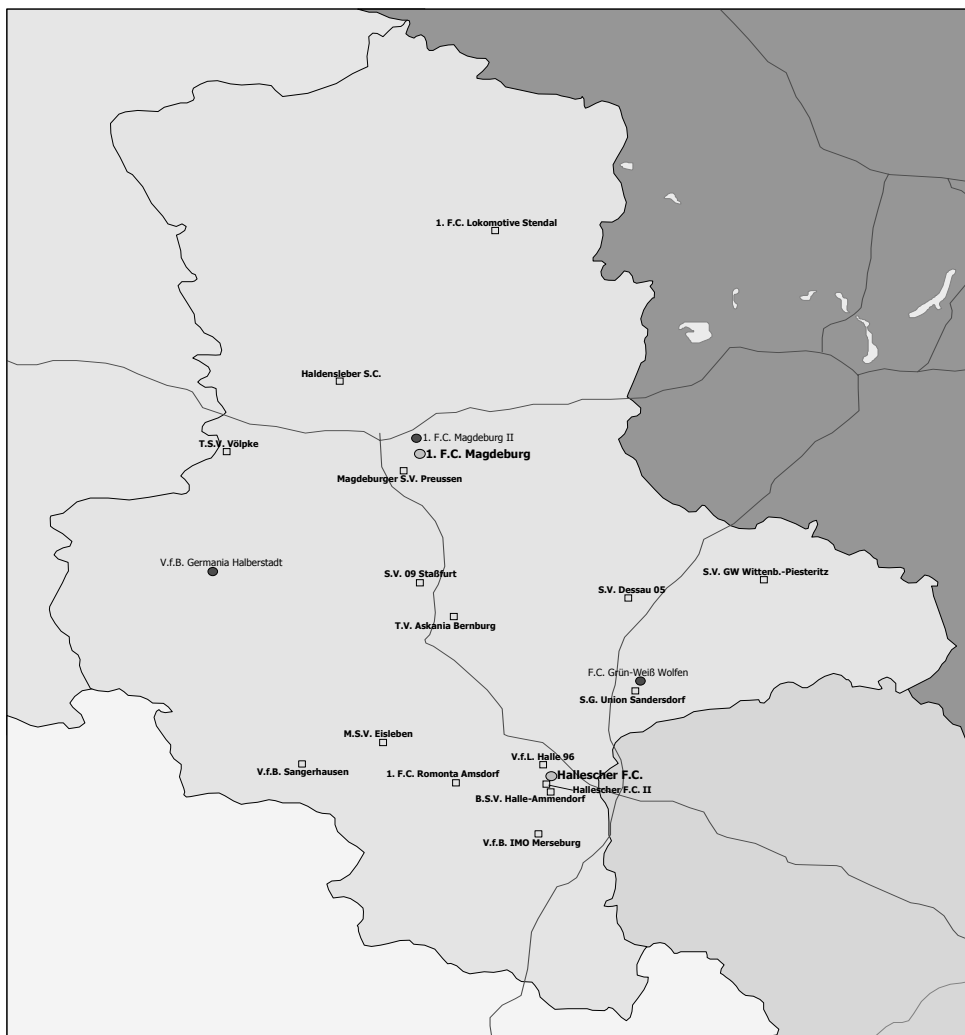 1. F.C. Lokomotive Stendal
Haldensleber S.C.
1. F.C. Magdeburg II
T.S.V. Völpke
1. F.C. Magdeburg
Magdeburger S.V. Preussen
V.f.B. Germania Halberstadt
S.V. 09 Staßfurt
S.V. GW Wittenb.-Piesteritz
S.V. Dessau 05
T.V. Askania Bernburg
F.C. Grün-Weiß Wolfen
S.G. Union Sandersdorf
M.S.V. Eisleben
V.f.L. Halle 96
V.f.B. Sangerhausen
1. F.C. Romonta Amsdorf
Hallescher F.C.
Hallescher F.C. II
B.S.V. Halle-Ammendorf
V.f.B. IMO Merseburg